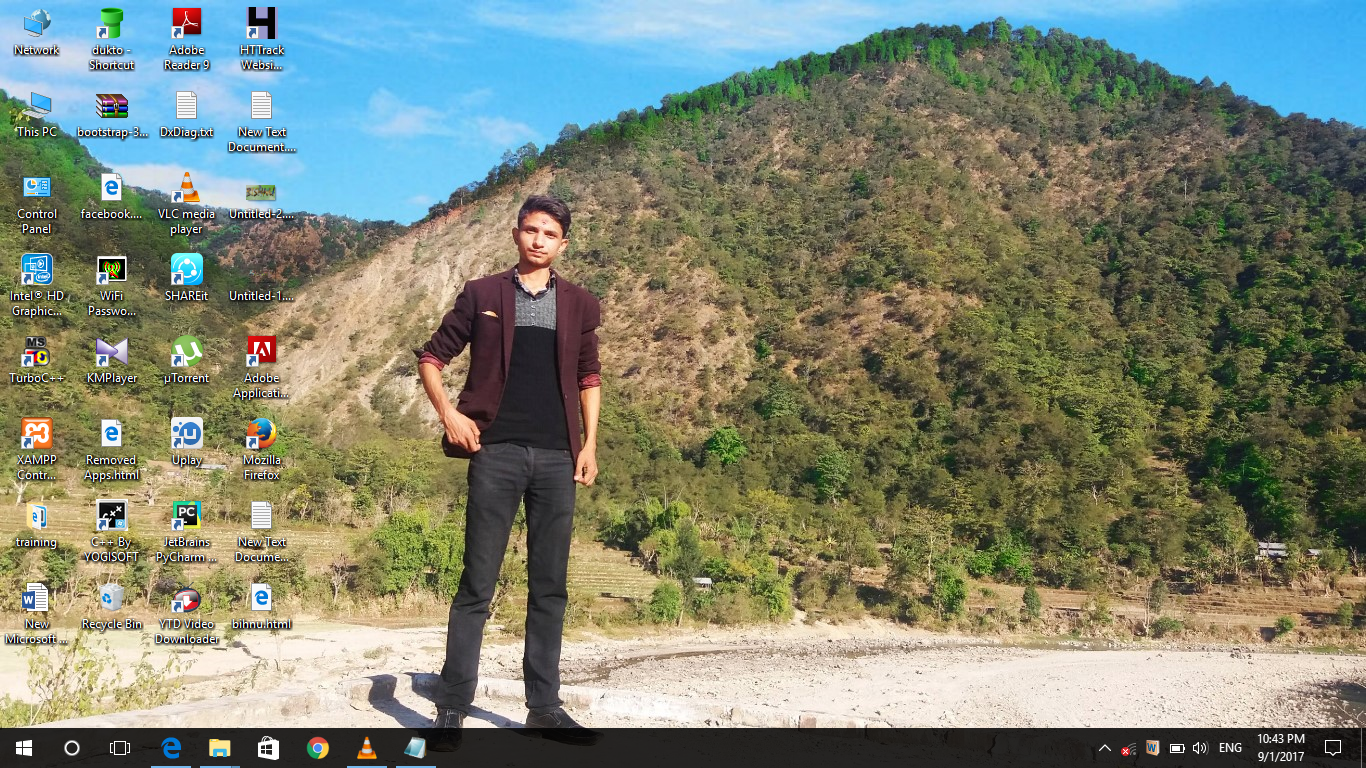 Network
dukto -
Shortcut
Adobe
Reader 9
HTTrack
Websi...
This PC
bootstrap-3...
DxDiag.txt
New Text
Document....
Control
Panel
facebook....
VLC media
player
Untitled-2....
Intel® HD
Graphic...
WiFi
Passwo...
SHAREit
Untitled-1....
MS
TurboC++
KMPlayer
µTorrent
Adobe
Applicati...
XAMPP
Contr...
Removed
Apps.html
Uplay
Mozilla
Firefox
training
C++ By
YOGISOFT
PC
JetBrains
PyCharm ...
New Text
Docume...
New
Microsoft ...
Recycle Bin
YTD Video
Downloader
bihnu.html
ENG
10:43 PM
9/1/2017